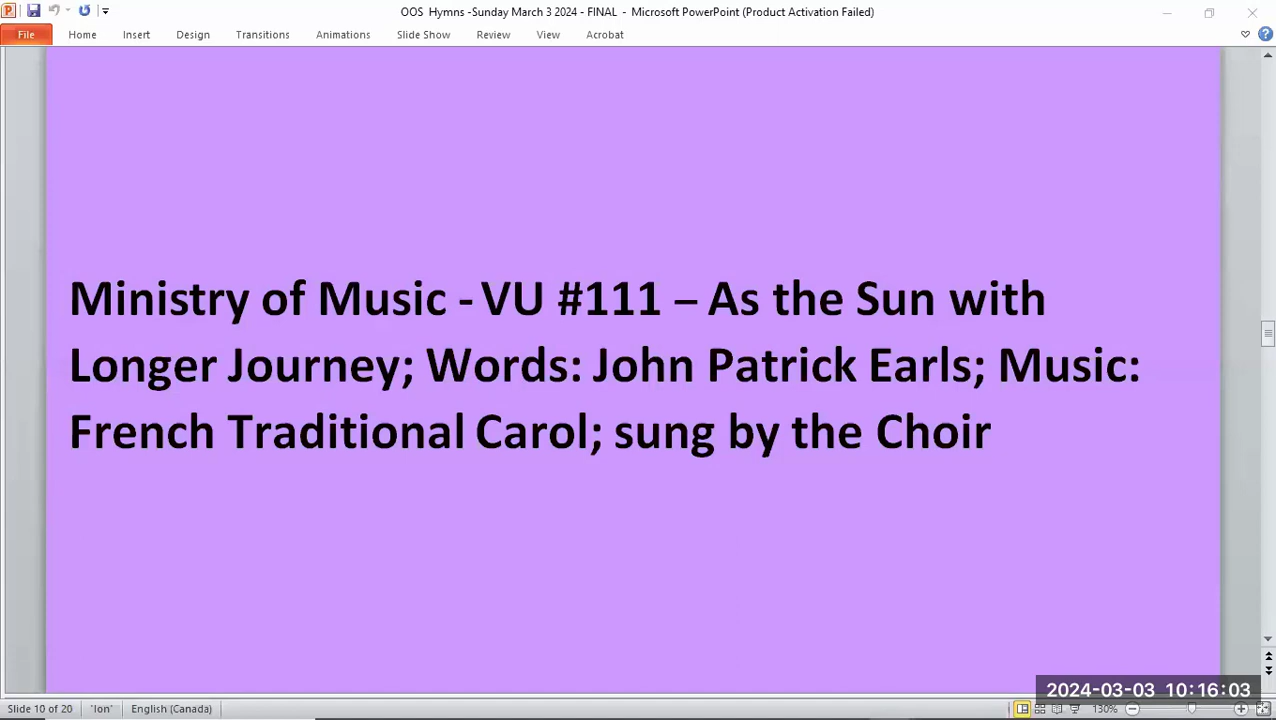 OOS Hymns -Sunday March 3 2024 - FINAL - Microsoft PowerPoint (Product Activation Failed)
File Home Insert Design Transitions Animations Slide Show Review View Acrobat
Ministry of Music - VU #111 – As the Sun with
Longer Journey; Words: John Patrick Earls; Music:
French Traditional Carol; sung by the Choir
2024-03-03 10:16:03
Slide 10 of 20 'Ion' English (Canada) 130%